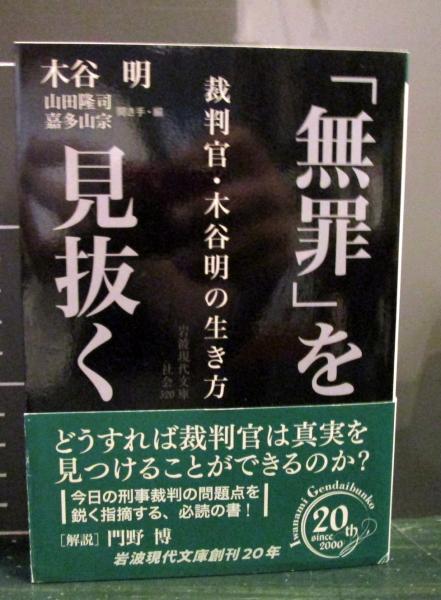 「無罪」を
見抜く
裁判官・木谷明の生き方
木谷 明
山田隆司
嘉多山宗
聞き手・編
岩波現代文庫
社会 320
どうすれば裁判官は真実を
見つけることができるのか?
今日の刑事裁判の問題点を
鋭く指摘する、必読の書!
[解説] 門野 博
岩波現代文庫創刊20年
Iwanami Gendaibunko
20th
since
2000